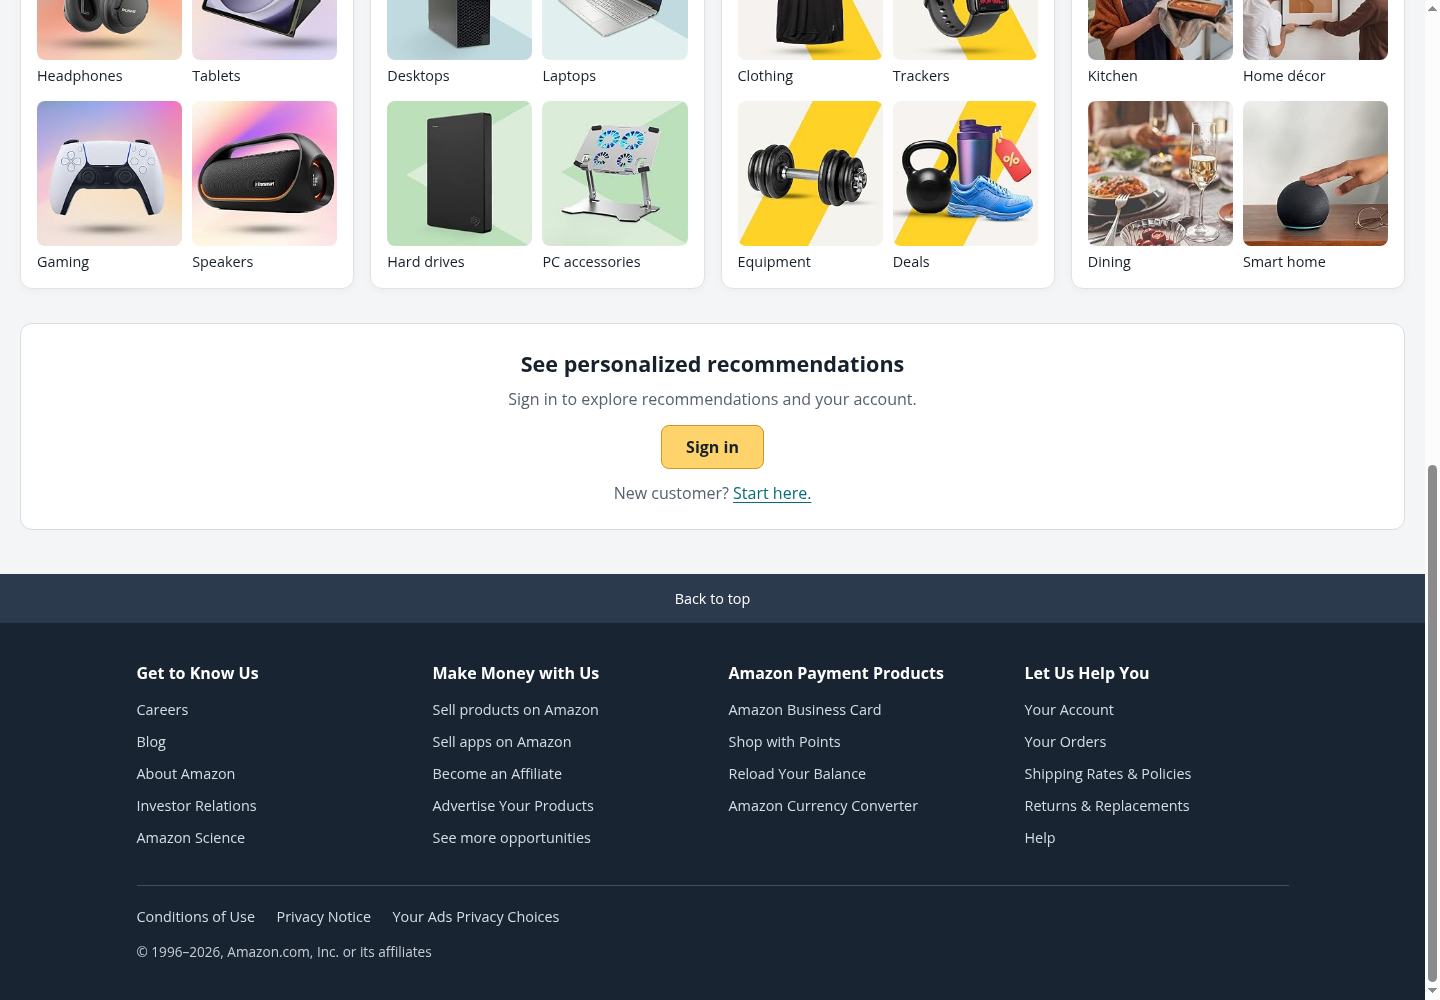 Headphones
Tablets
Desktops
Laptops
Clothing
Trackers
Kitchen
Home décor
Gaming
Speakers
Hard drives
PC accessories
%
Equipment
Deals
Dining
Smart home
See personalized recommendations
Sign in to explore recommendations and your account.
Sign in
New customer? Start here.
Back to top
Get to Know Us
Careers
Blog
About Amazon
Investor Relations
Amazon Science
Make Money with Us
Sell products on Amazon
Sell apps on Amazon
Become an Affiliate
Advertise Your Products
See more opportunities
Amazon Payment Products
Amazon Business Card
Shop with Points
Reload Your Balance
Amazon Currency Converter
Let Us Help You
Your Account
Your Orders
Shipping Rates & Policies
Returns & Replacements
Help
Conditions of Use Privacy Notice Your Ads Privacy Choices
© 1996–2026, Amazon.com, Inc. or its affiliates